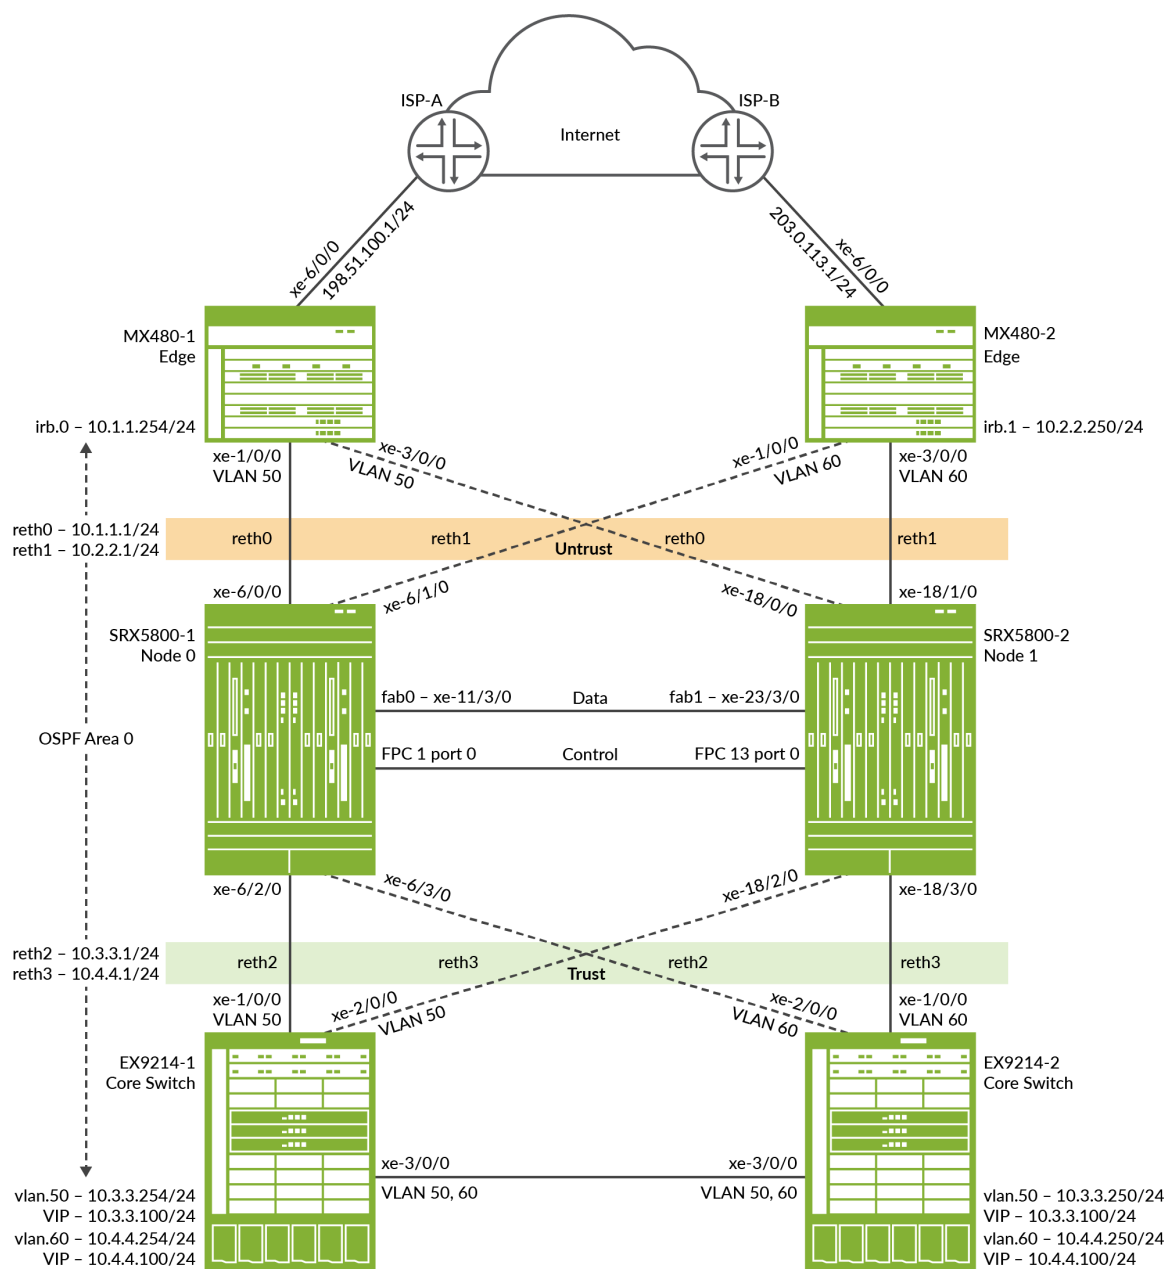 ISP-A
ISP-B
Internet
xe-6/0/0
198.51.100.1/24
203.0.113.1/24
xe-6/0/0
MX480-1
Edge
MX480-2
Edge
irb.0 – 10.1.1.254/24
irb.1 – 10.2.2.250/24
xe-1/0/0
VLAN 50
xe-3/0/0
VLAN 50
xe-1/0/0
VLAN 60
xe-3/0/0
VLAN 60
reth0 – 10.1.1.1/24
reth1 – 10.2.2.1/24
reth0
reth1
Untrust
reth0
reth1
xe-6/0/0
xe-6/1/0
xe-18/0/0
xe-18/1/0
SRX5800-1
Node 0
SRX5800-2
Node 1
fab0 – xe-11/3/0
Data
fab1 – xe-23/3/0
OSPF Area 0
FPC 1 port 0
Control
FPC 13 port 0
xe-6/2/0
xe-6/3/0
xe-18/2/0
xe-18/3/0
reth2 – 10.3.3.1/24
reth3 – 10.4.4.1/24
reth2
reth3
Trust
reth2
reth3
xe-1/0/0
VLAN 50
xe-2/0/0
VLAN 50
xe-2/0/0
VLAN 60
xe-1/0/0
VLAN 60
EX9214-1
Core Switch
EX9214-2
Core Switch
xe-3/0/0
VLAN 50, 60
xe-3/0/0
VLAN 50, 60
vlan.50 – 10.3.3.254/24
VIP – 10.3.3.100/24
vlan.60 – 10.4.4.254/24
VIP – 10.4.4.100/24
vlan.50 – 10.3.3.250/24
VIP – 10.3.3.100/24
vlan.60 – 10.4.4.250/24
VIP – 10.4.4.100/24